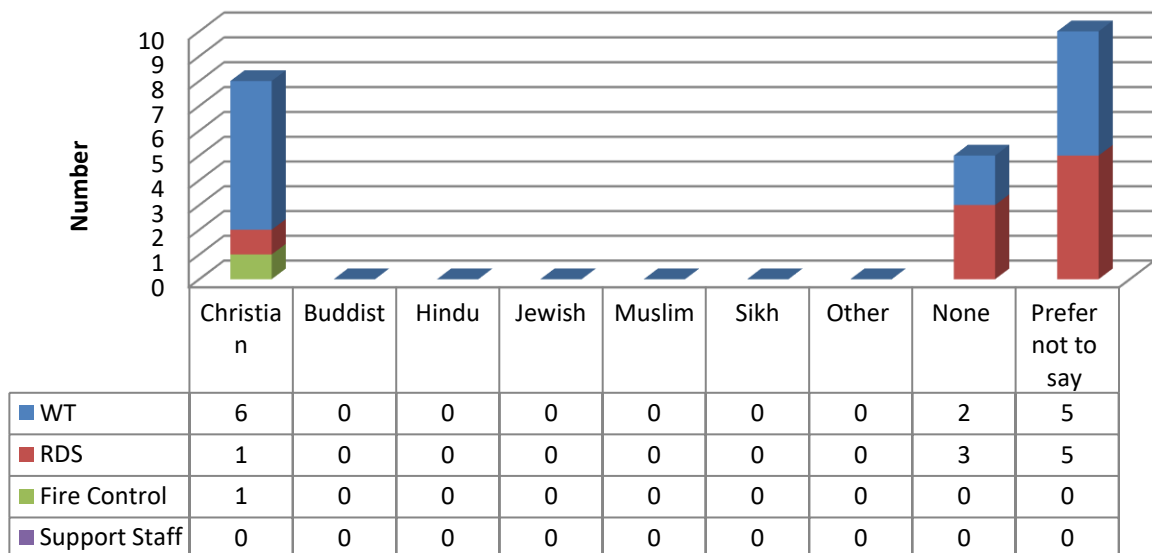 10
9
8
7
6
5
4
3
2
1
0
Number
Christia
n
Buddist
Hindu
Jewish
Muslim
Sikh
Other
None
Prefer
not to
say
WT 6 0 0 0 0 0 0 2 5
RDS 1 0 0 0 0 0 0 3 5
Fire Control 1 0 0 0 0 0 0 0 0
Support Staff 0 0 0 0 0 0 0 0 0